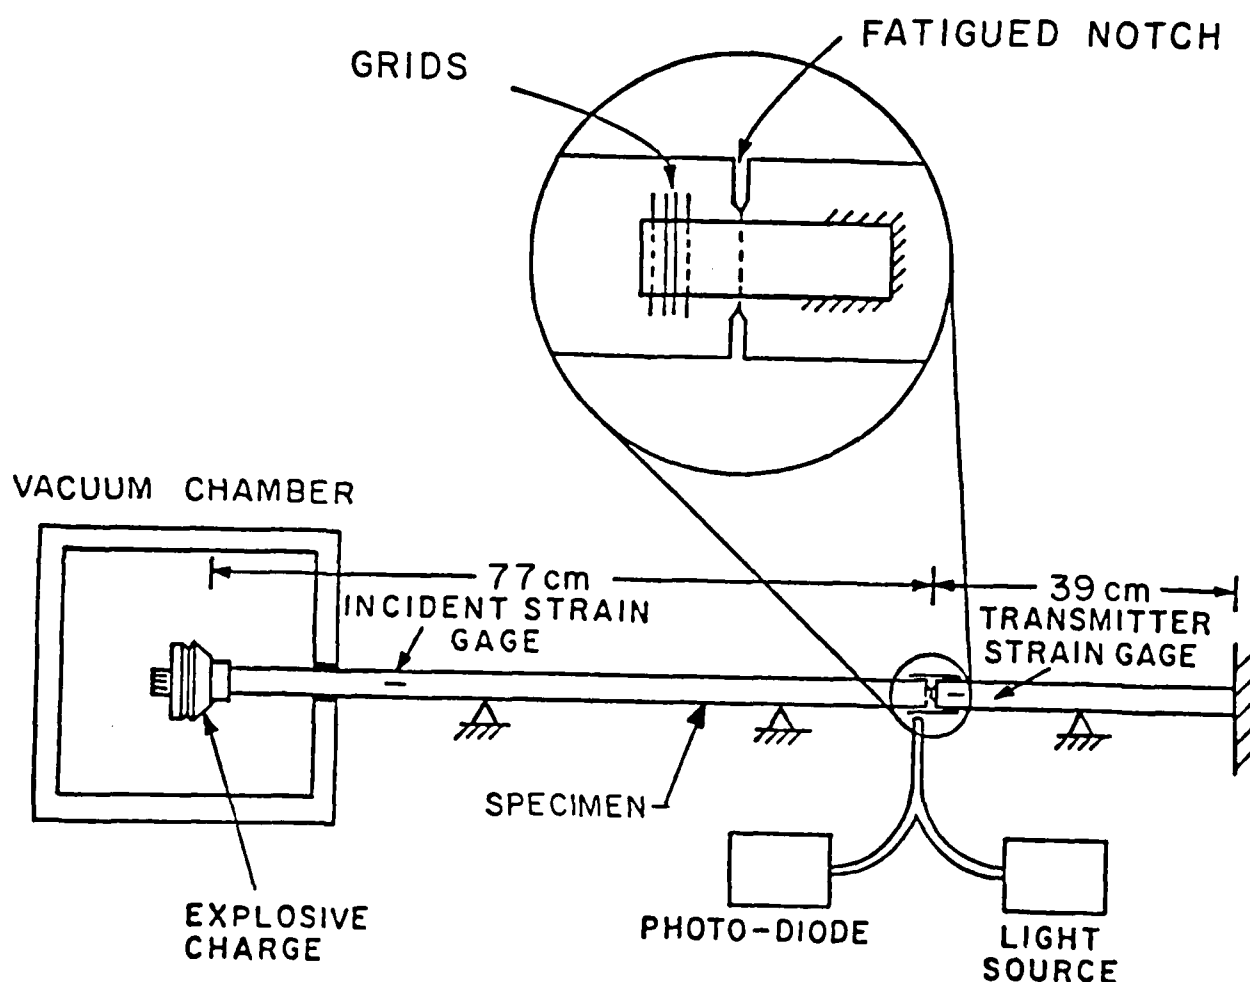 FATIGUED NOTCH
GRIDS
VACUUM CHAMBER
77 cm
39 cm
INCIDENT STRAIN
GAGE
TRANSMITTER
STRAIN GAGE
SPECIMEN
EXPLOSIVE
CHARGE
PHOTO-DIODE
LIGHT
SOURCE